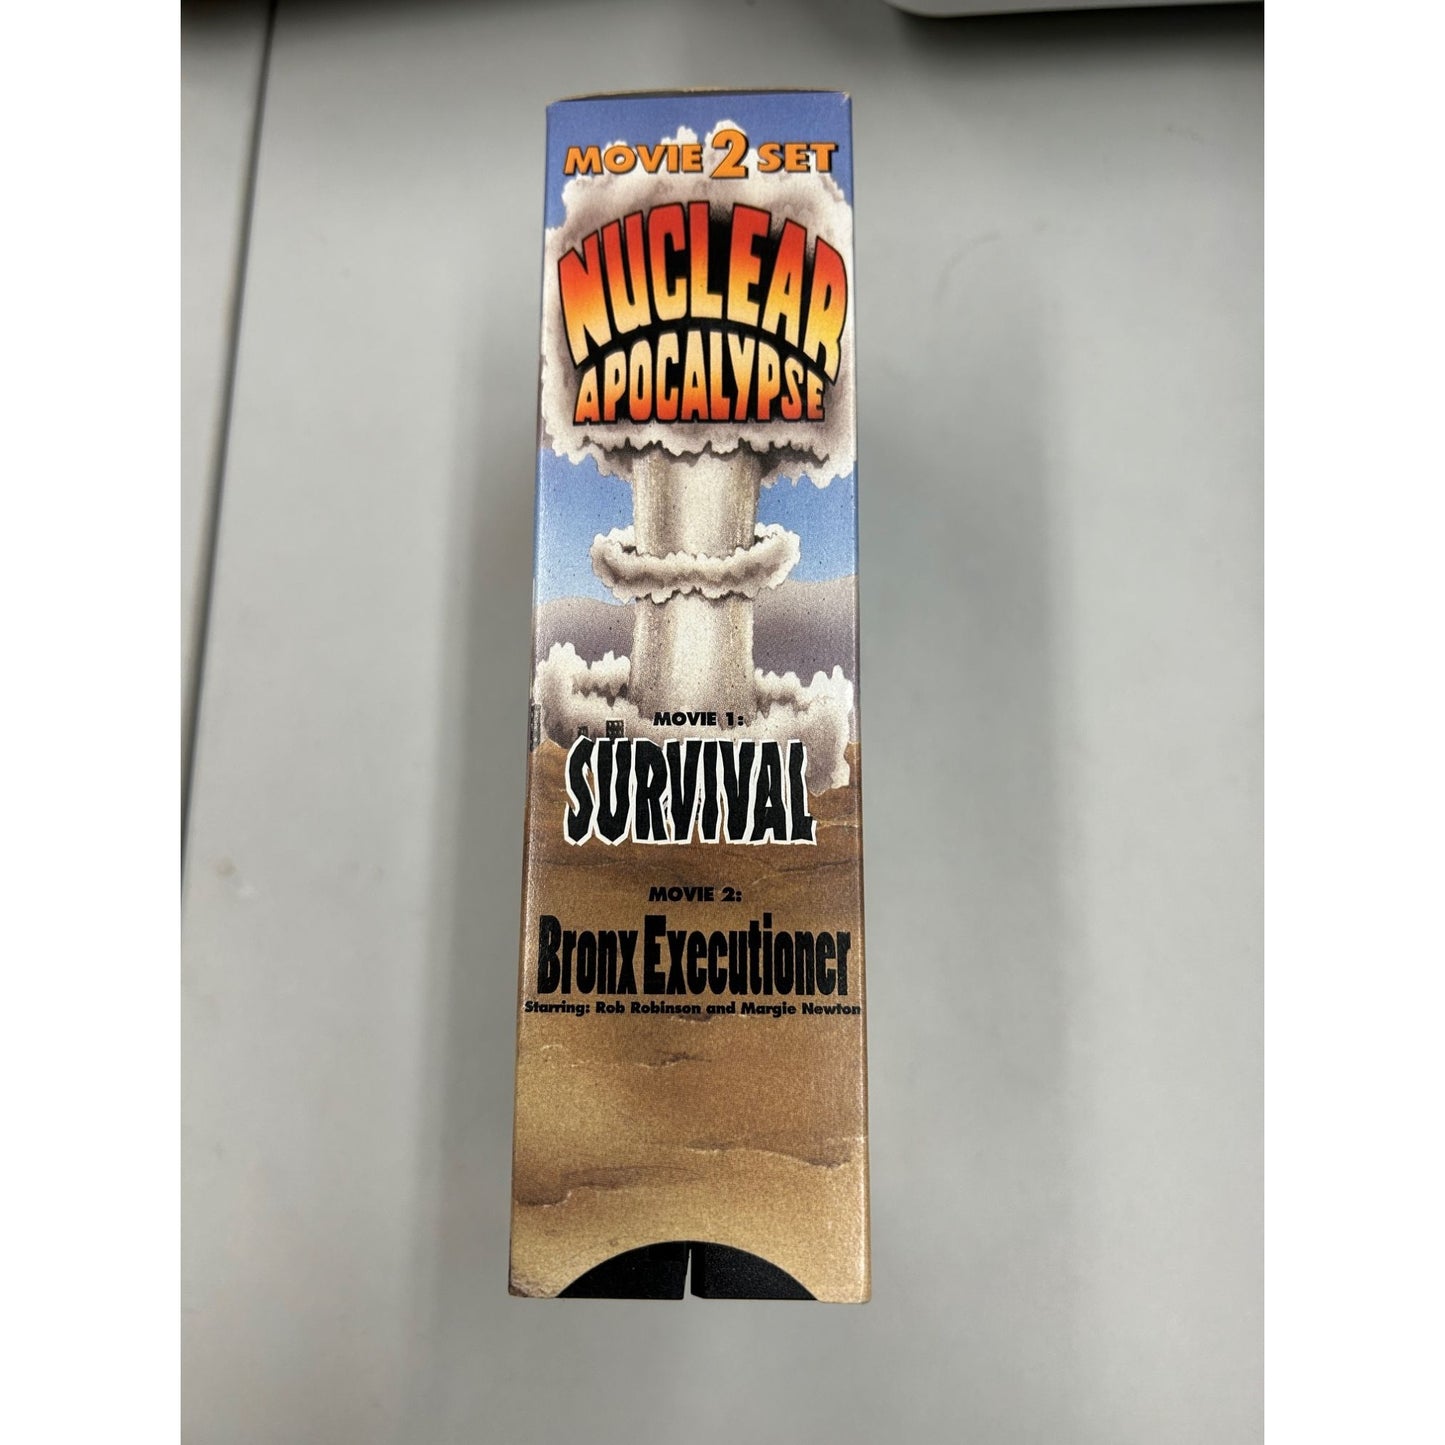 MOVIE 2 SET
NUCLEAR
APOCALYPSE
MOVIE 1:
SURVIVAL
MOVIE 2:
Bronx Executioner
Starring: Rob Robinson and Margie Newton